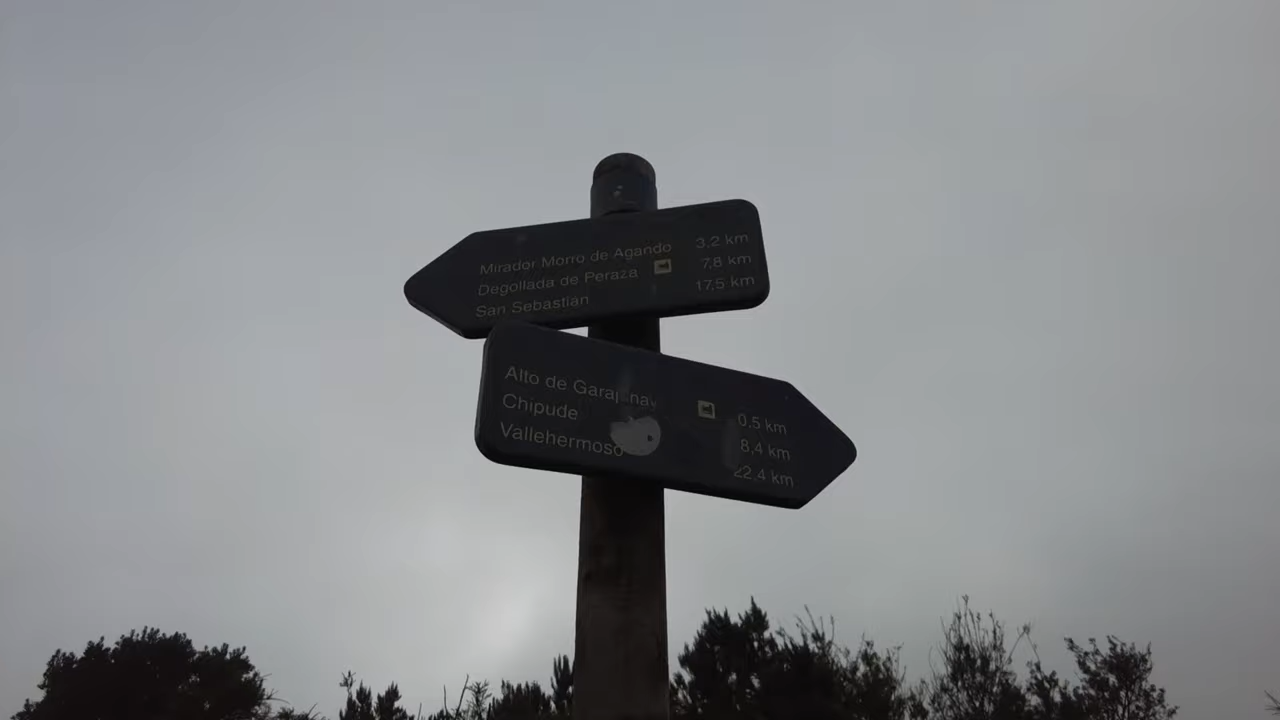 Mirador Morro de Agando 3,2 km
Degollada de Peraza 7,8 km
San Sebastián 17,5 km
Alto de 0,5 km
Chipude 8,4 km
Vallehermoso 22,4 km